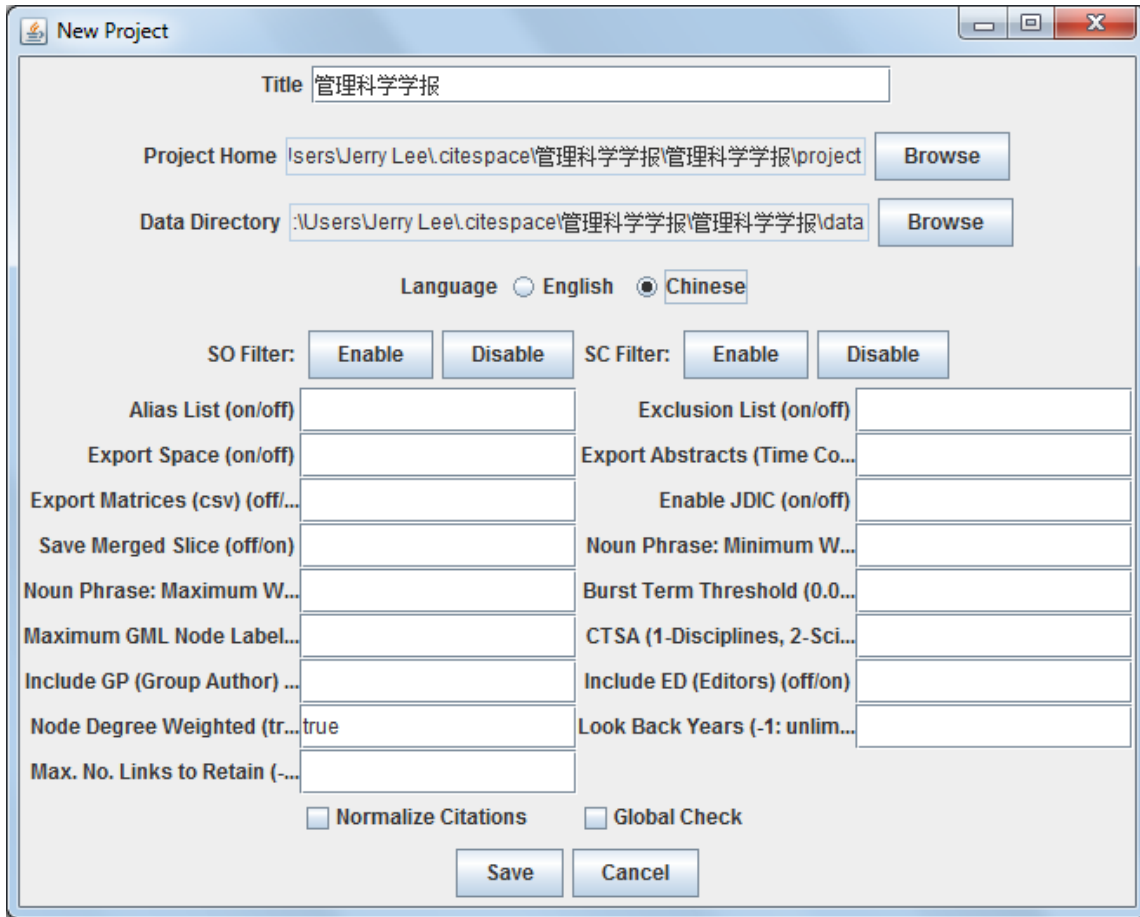 New Project
Title 管理科学学报
Project Home Isers\Jerry Lee\.citespace\管理科学学报\管理科学学报\project Browse
Data Directory :\Users\Jerry Lee\.citespace\管理科学学报\管理科学学报\data Browse
Language English Chinese
SO Filter: Enable Disable SC Filter: Enable Disable
Alias List (on/off) Exclusion List (on/off)
Export Space (on/off) Export Abstracts (Time Co...
Export Matrices (csv) (off/... Enable JDIC (on/off)
Save Merged Slice (off/on) Noun Phrase: Minimum W...
Noun Phrase: Maximum W... Burst Term Threshold (0.0...
Maximum GML Node Label... CTSA (1-Disciplines, 2-Sci...
Include GP (Group Author) ... Include ED (Editors) (off/on)
Node Degree Weighted (tr... true Look Back Years (-1: unlim...
Max. No. Links to Retain (-...
Normalize Citations Global Check
Save Cancel